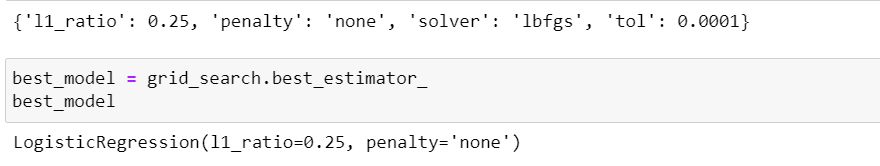 {'l1_ratio': 0.25, 'penalty': 'none', 'solver': 'lbfgs', 'tol': 0.0001}
best_model = grid_search.best_estimator_
best_model
LogisticRegression(l1_ratio=0.25, penalty='none')